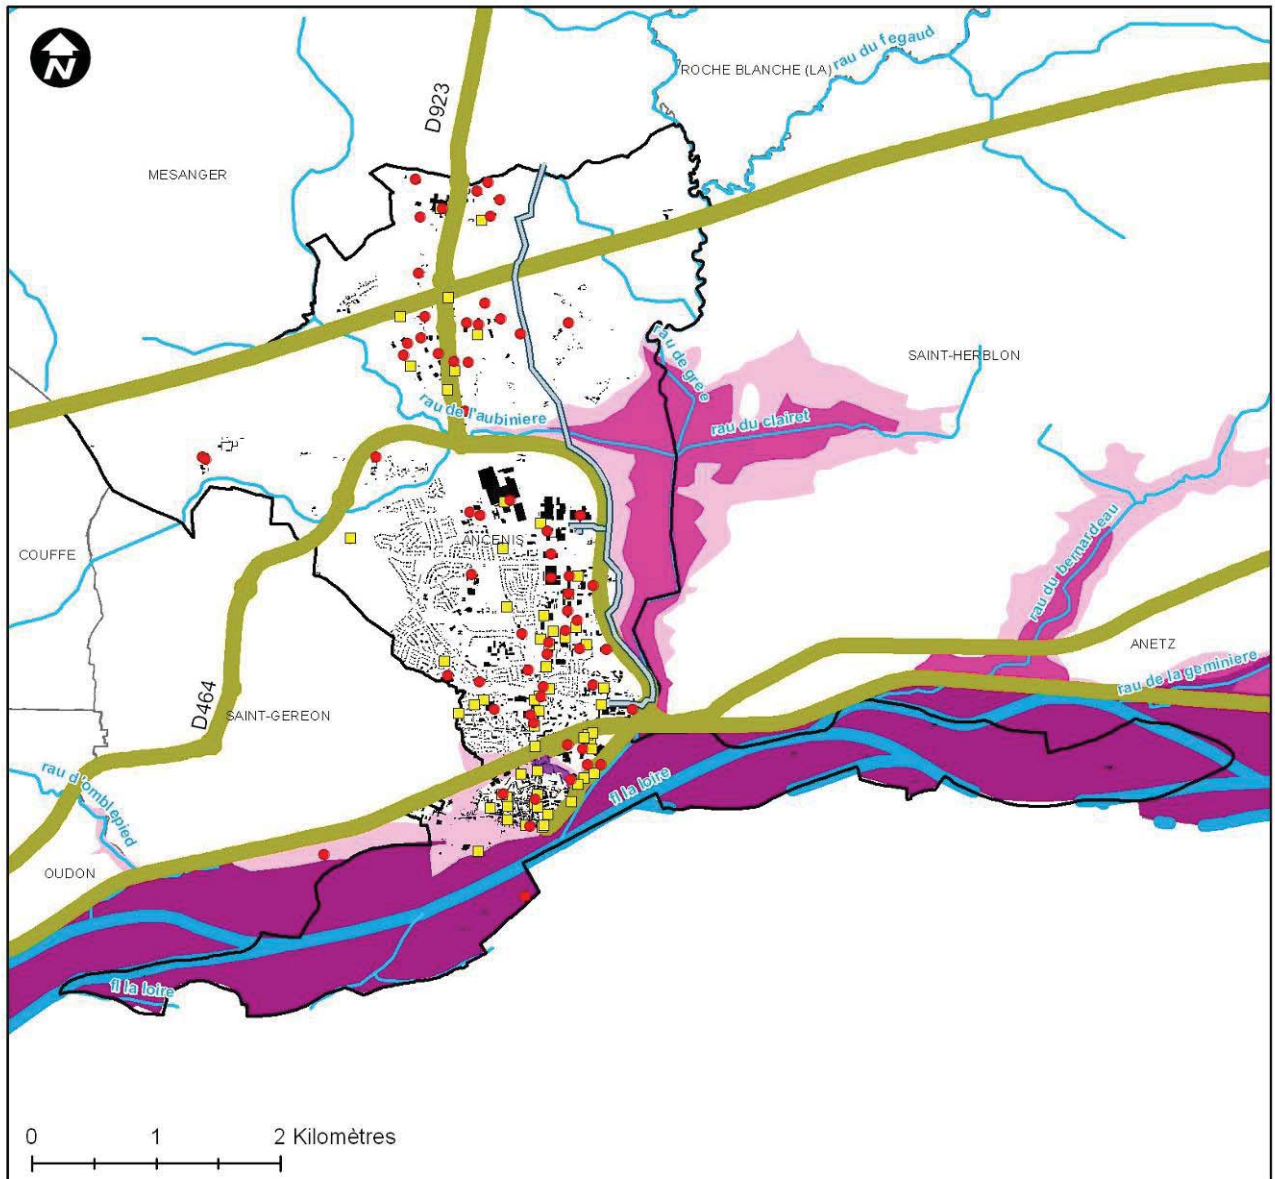 N
rau du fegaud
ROCHE BLANCHE (LA)
D923
MESANGER
rau de gree
SAINT-HERBLON
rau de l'aubiniere
rau du clairet
ANCENIS
COUFFE
rau du bernardeau
ANETZ
rau de la geminiere
D464
SAINT-GEREON
rau d'omblepied
fl la loire
OUDON
fl la loire
0 1 2 Kilomètres